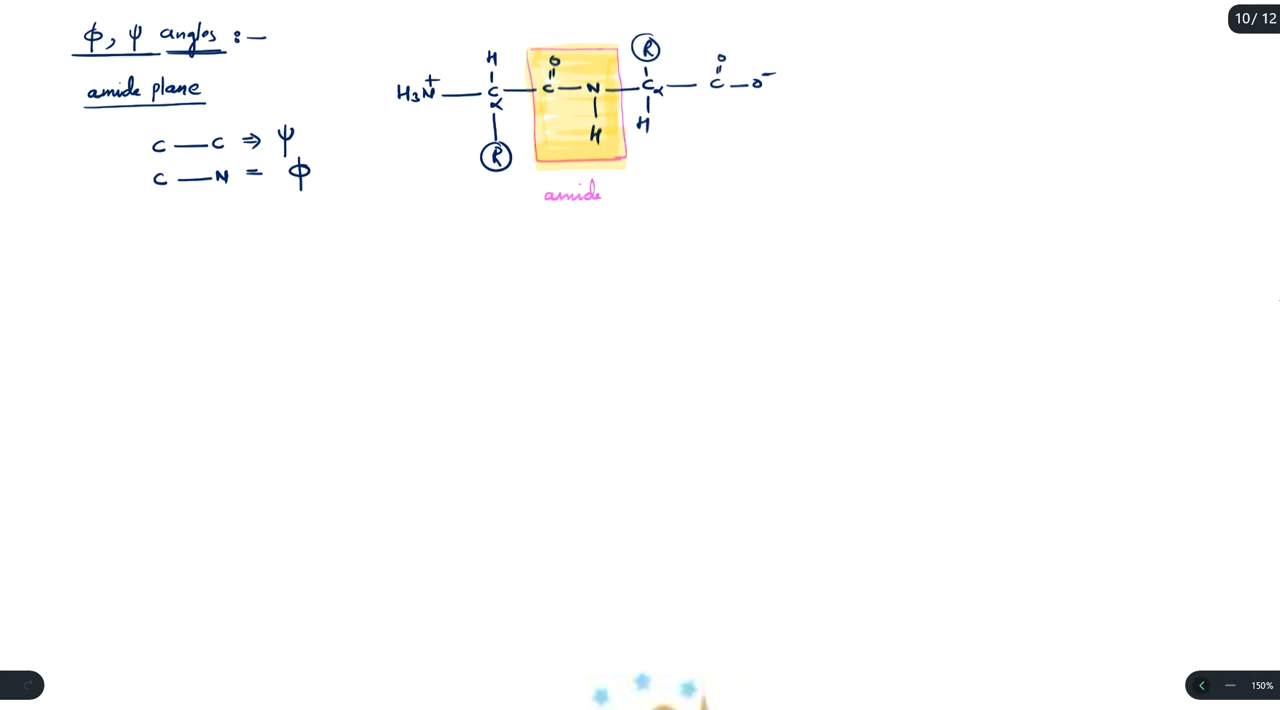 ϕ, ψ angles :-
amide plane
C — C ⇒ ψ
C — N = ϕ
H O R O
H₃N⁺ — Cα — C — N — Cα — C — O⁻
H H
R
amide
10/ 12
150%